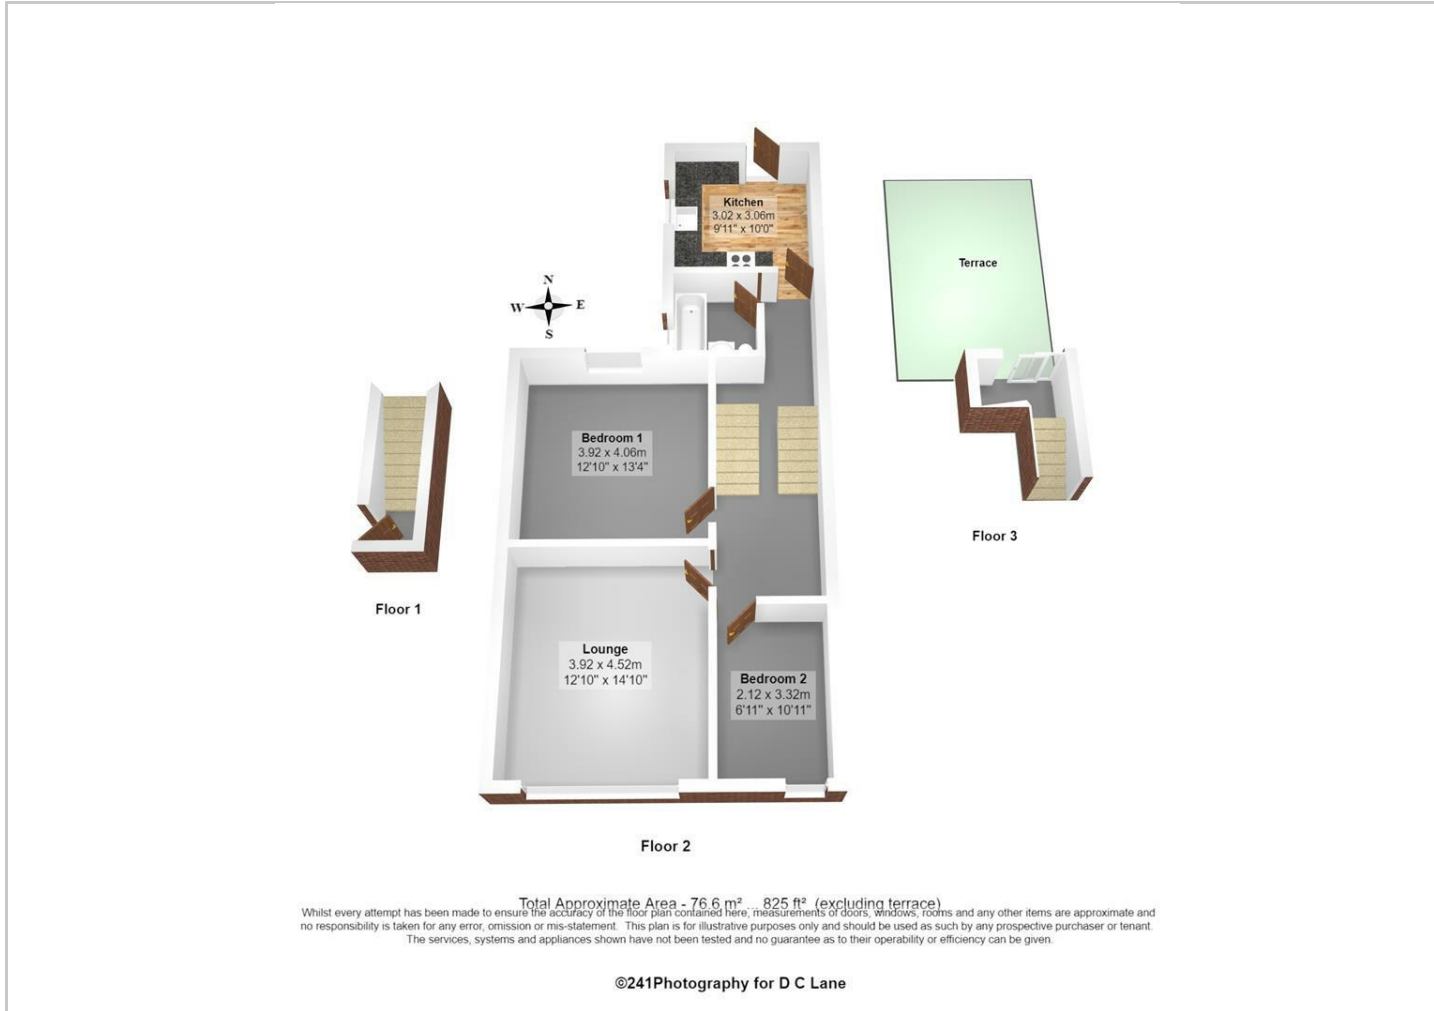 Kitchen
3.02 x 3.06m
9'11" x 10'0"
Terrace
N
W E
S
Bedroom 1
3.92 x 4.06m
12'10" x 13'4"
Floor 3
Floor 1
Lounge
3.92 x 4.52m
12'10" x 14'10"
Bedroom 2
2.12 x 3.32m
6'11" x 10'11"
Floor 2
Total Approximate Area - 76.6 m² ... 825 ft² (excluding terrace)
Whilst every attempt has been made to ensure the accuracy of the floor plan contained here, measurements of doors, windows, rooms and any other items are approximate and
no responsibility is taken for any error, omission or mis-statement. This plan is for illustrative purposes only and should be used as such by any prospective purchaser or tenant.
The services, systems and appliances shown have not been tested and no guarantee as to their operability or efficiency can be given.
©241Photography for D C Lane